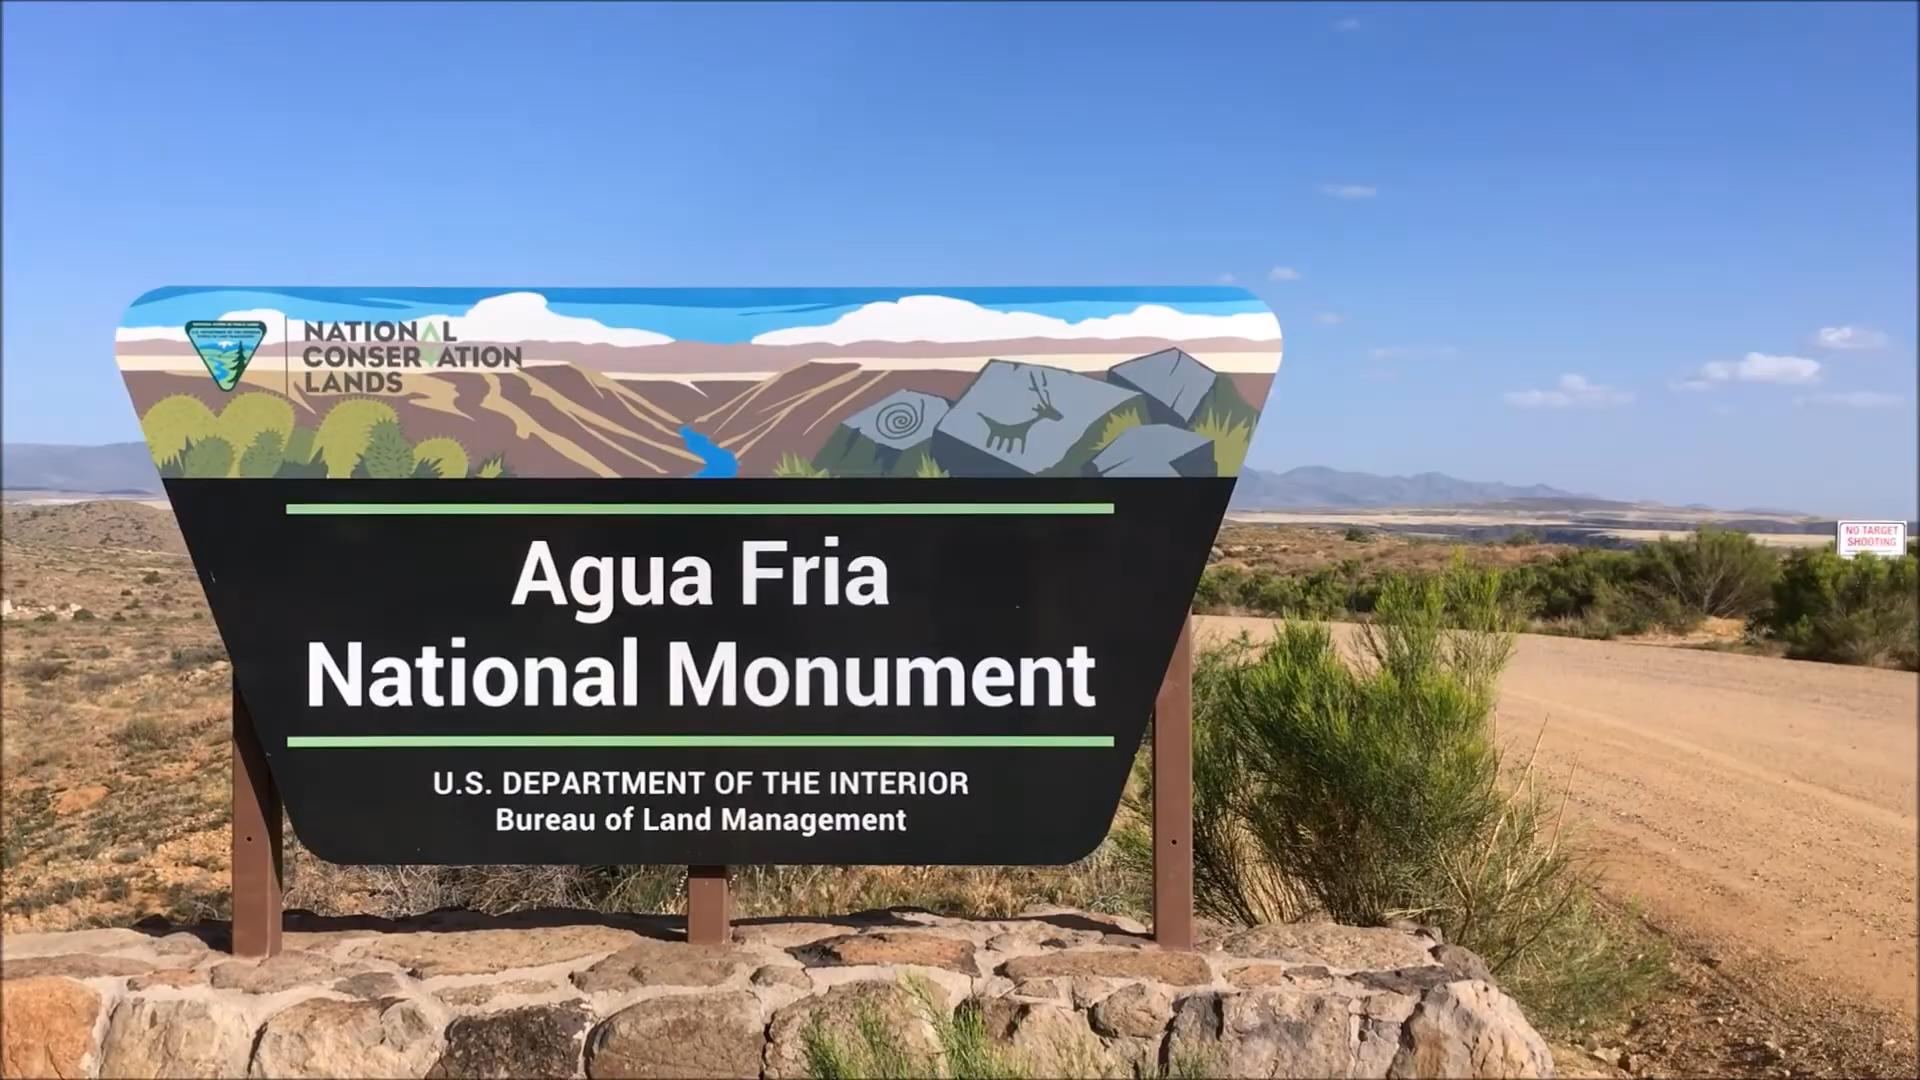 NATIONAL
CONSERVATION
LANDS
Agua Fria
National Monument
U.S. DEPARTMENT OF THE INTERIOR
Bureau of Land Management
NO TARGET
SHOOTING